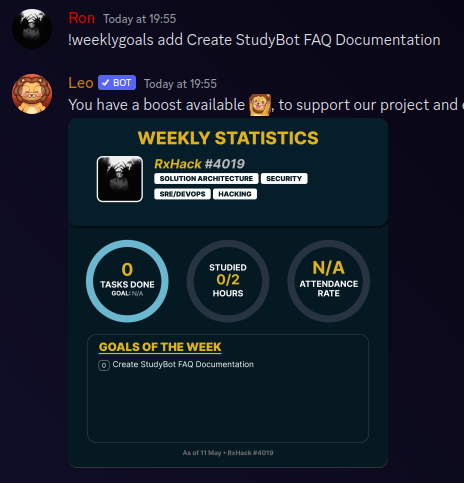 Ron Today at 19:55
!weeklygoals add Create StudyBot FAQ Documentation
Leo ✓ BOT Today at 19:55
You have a boost available , to support our project and
WEEKLY STATISTICS
RxHack #4019
SOLUTION ARCHITECTURE SECURITY
SRE/DEVOPS HACKING
0
TASKS DONE
GOAL: N/A
STUDIED
0/2
HOURS
N/A
ATTENDANCE
RATE
GOALS OF THE WEEK
0 Create StudyBot FAQ Documentation
As of 11 May • RxHack #4019